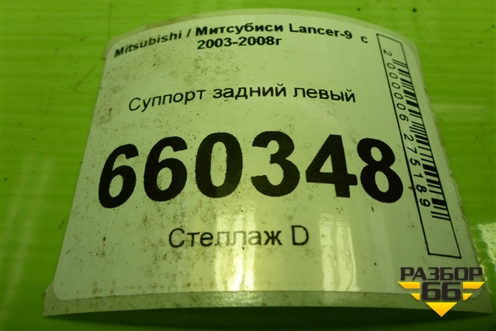 Mitsubishi / Митсубиси Lancer-9 с
2003-2008г
Суппорт задний левый
660348
Стеллаж D
2000006275189
РАЗБОР
66